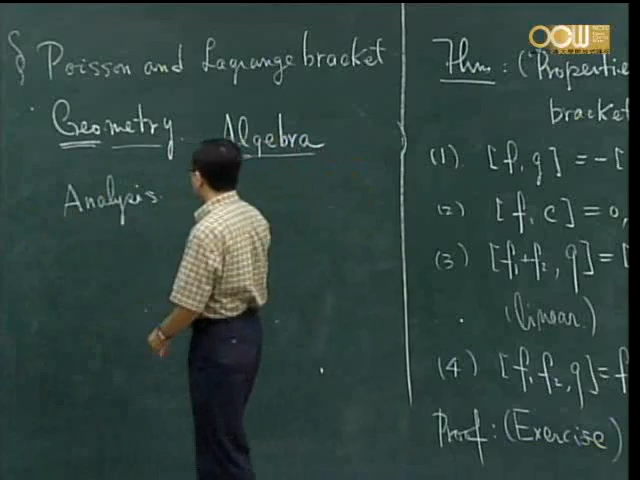 § Poisson and Lagrange bracket
Geometry. Algebra
Analysis.
Thm: (Propertie
bracket
(1) [f, g] = -[
(2) [f, c] = 0,
(3) [f₁+f₂, g] = [
(linear)
(4) [f₁f₂, g] = f
Proof: (Exercise)
OCW